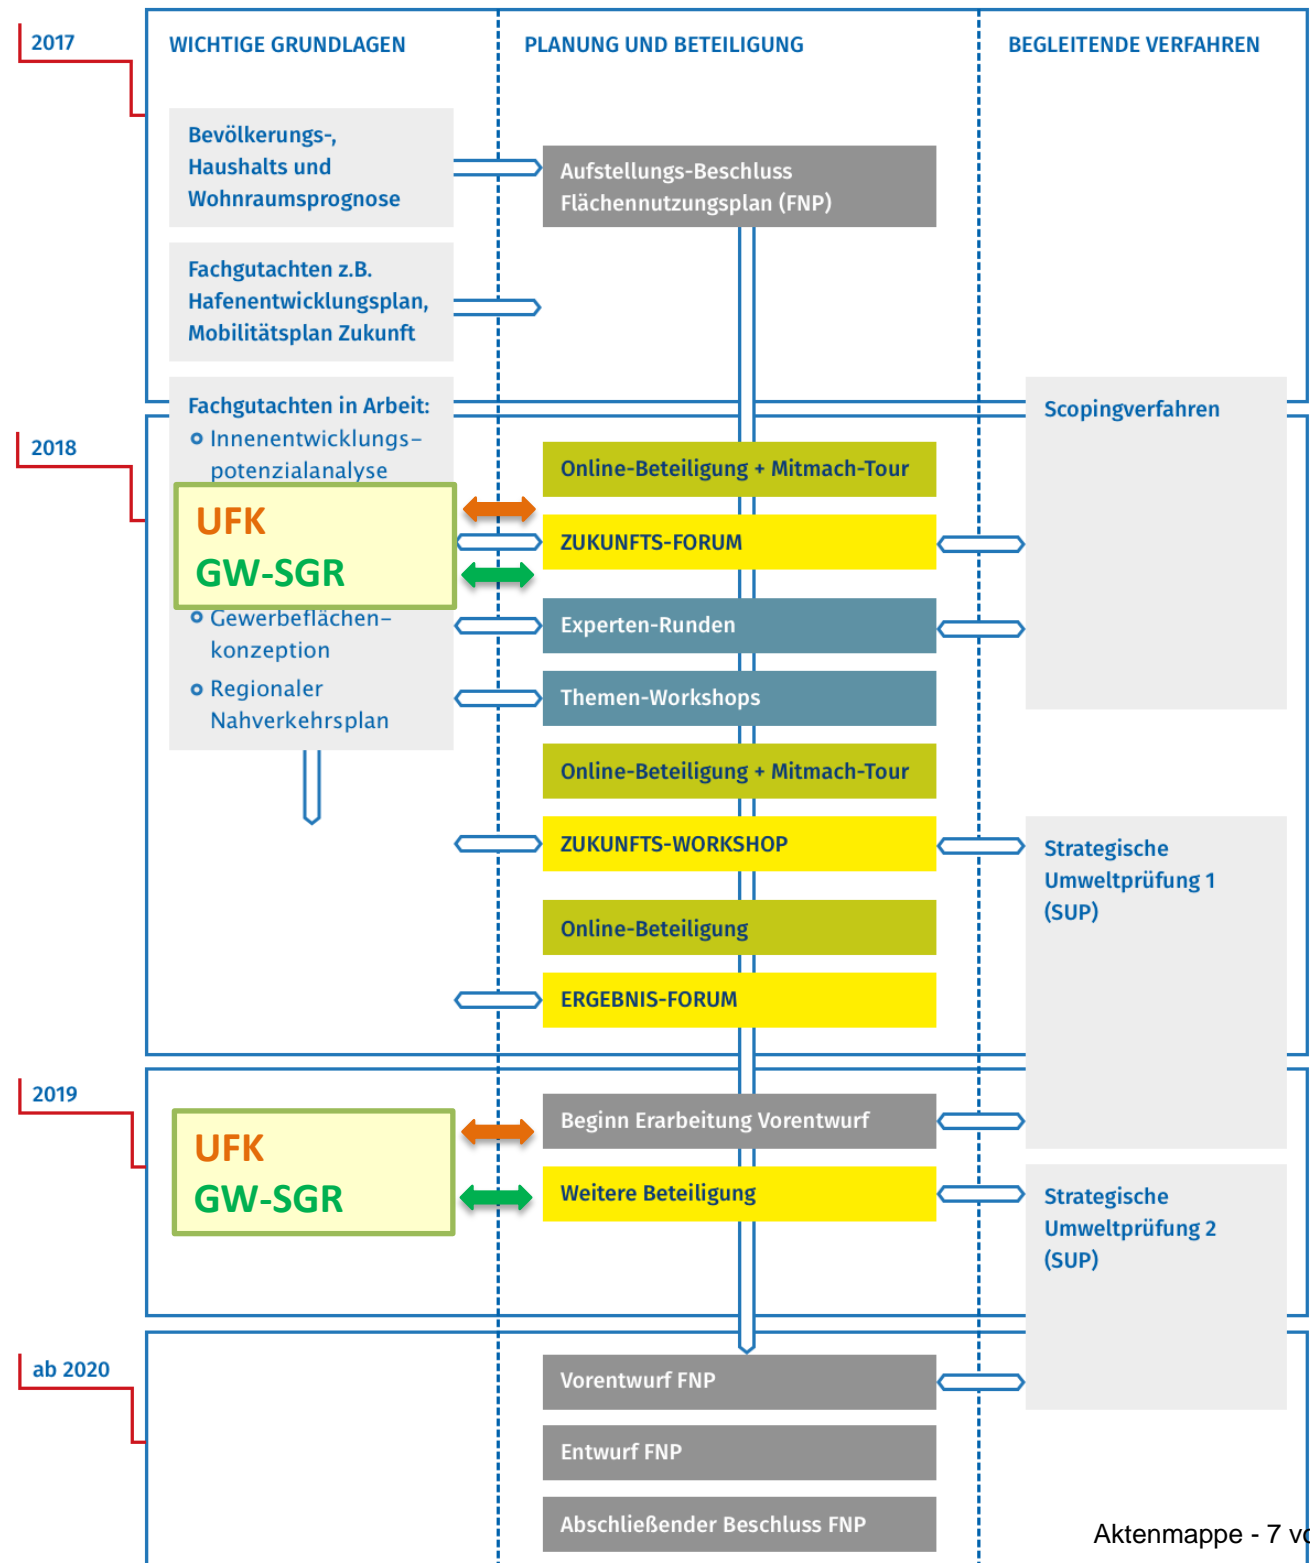 2017
WICHTIGE GRUNDLAGEN
PLANUNG UND BETEILIGUNG
BEGLEITENDE VERFAHREN
Bevölkerungs-,
Haushalts und
Wohnraumsprognose
Aufstellungs-Beschluss
Flächennutzungsplan (FNP)
Fachgutachten z.B.
Hafenentwicklungsplan,
Mobilitätsplan Zukunft
Fachgutachten in Arbeit:
Innenentwicklungs-
potenzialanalyse
Scopingverfahren
2018
Online-Beteiligung + Mitmach-Tour
UFK
GW-SGR
ZUKUNFTS-FORUM
Gewerbeflächen-
konzeption
Regionaler
Nahverkehrsplan
Experten-Runden
Themen-Workshops
Online-Beteiligung + Mitmach-Tour
ZUKUNFTS-WORKSHOP
Strategische
Umweltprüfung 1
(SUP)
Online-Beteiligung
ERGEBNIS-FORUM
2019
UFK
GW-SGR
Beginn Erarbeitung Vorentwurf
Weitere Beteiligung
Strategische
Umweltprüfung 2
(SUP)
ab 2020
Vorentwurf FNP
Entwurf FNP
Abschließender Beschluss FNP
Aktenmappe - 7 vo